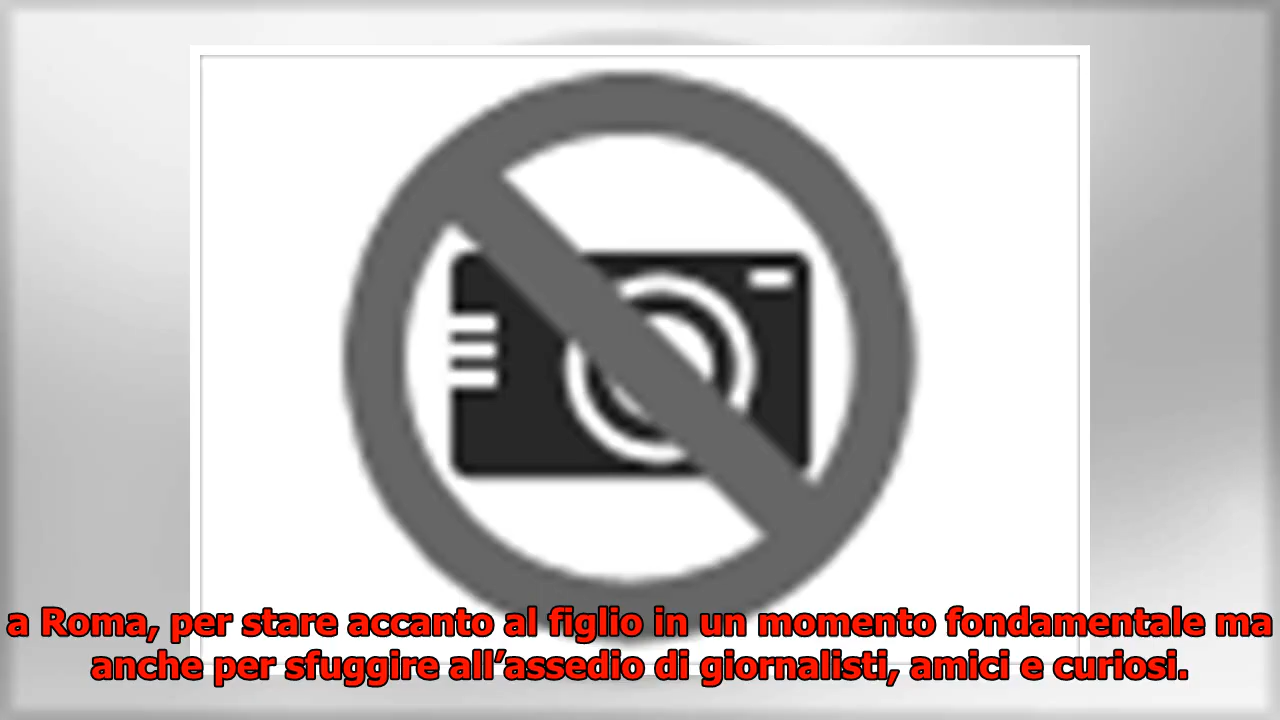 a Roma, per stare accanto al figlio in un momento fondamentale ma
anche per sfuggire all’assedio di giornalisti, amici e curiosi.